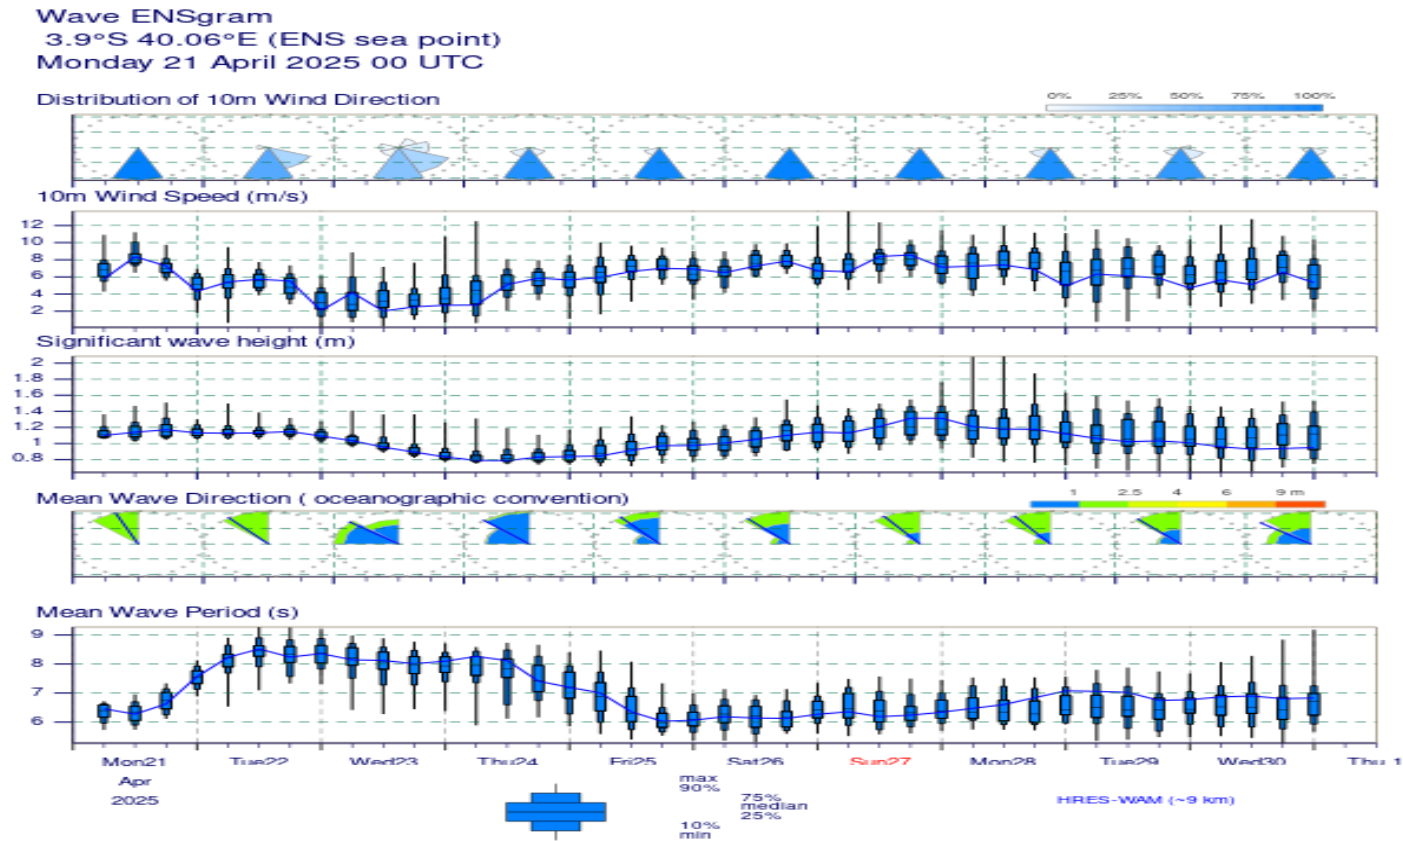 Wave ENSgram
3.9°S 40.06°E (ENS sea point)
Monday 21 April 2025 00 UTC
Distribution of 10m Wind Direction
0% 25% 50% 75% 100%
10m Wind Speed (m/s)
12
10
8
6
4
2
Significant wave height (m)
2
1.8
1.6
1.4
1.2
1
0.8
Mean Wave Direction ( oceanographic convention)
1 2.5 4 6 9 m
Mean Wave Period (s)
9
8
7
6
Mon21 Tue22 Wed23 Thu24 Fri25 Sat26 Sun27 Mon28 Tue29 Wed30 Thu 1
Apr
2025
max
90%
75%
median
25%
10%
min
HRES-WAM (~9 km)